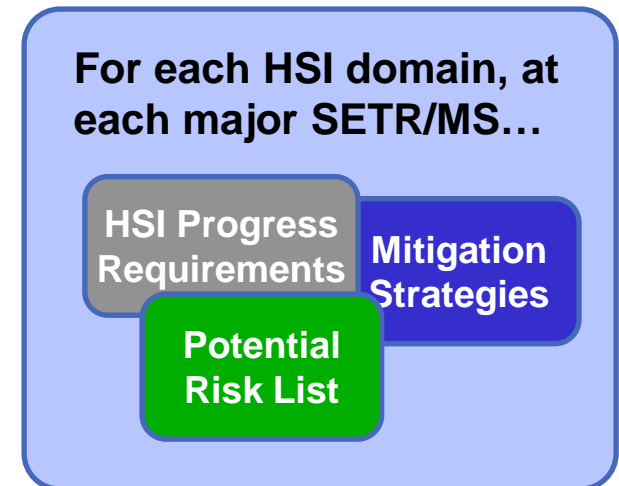 For each HSI domain, at
each major SETR/MS…
HSI Progress
Requirements
Mitigation
Strategies
Potential
Risk List